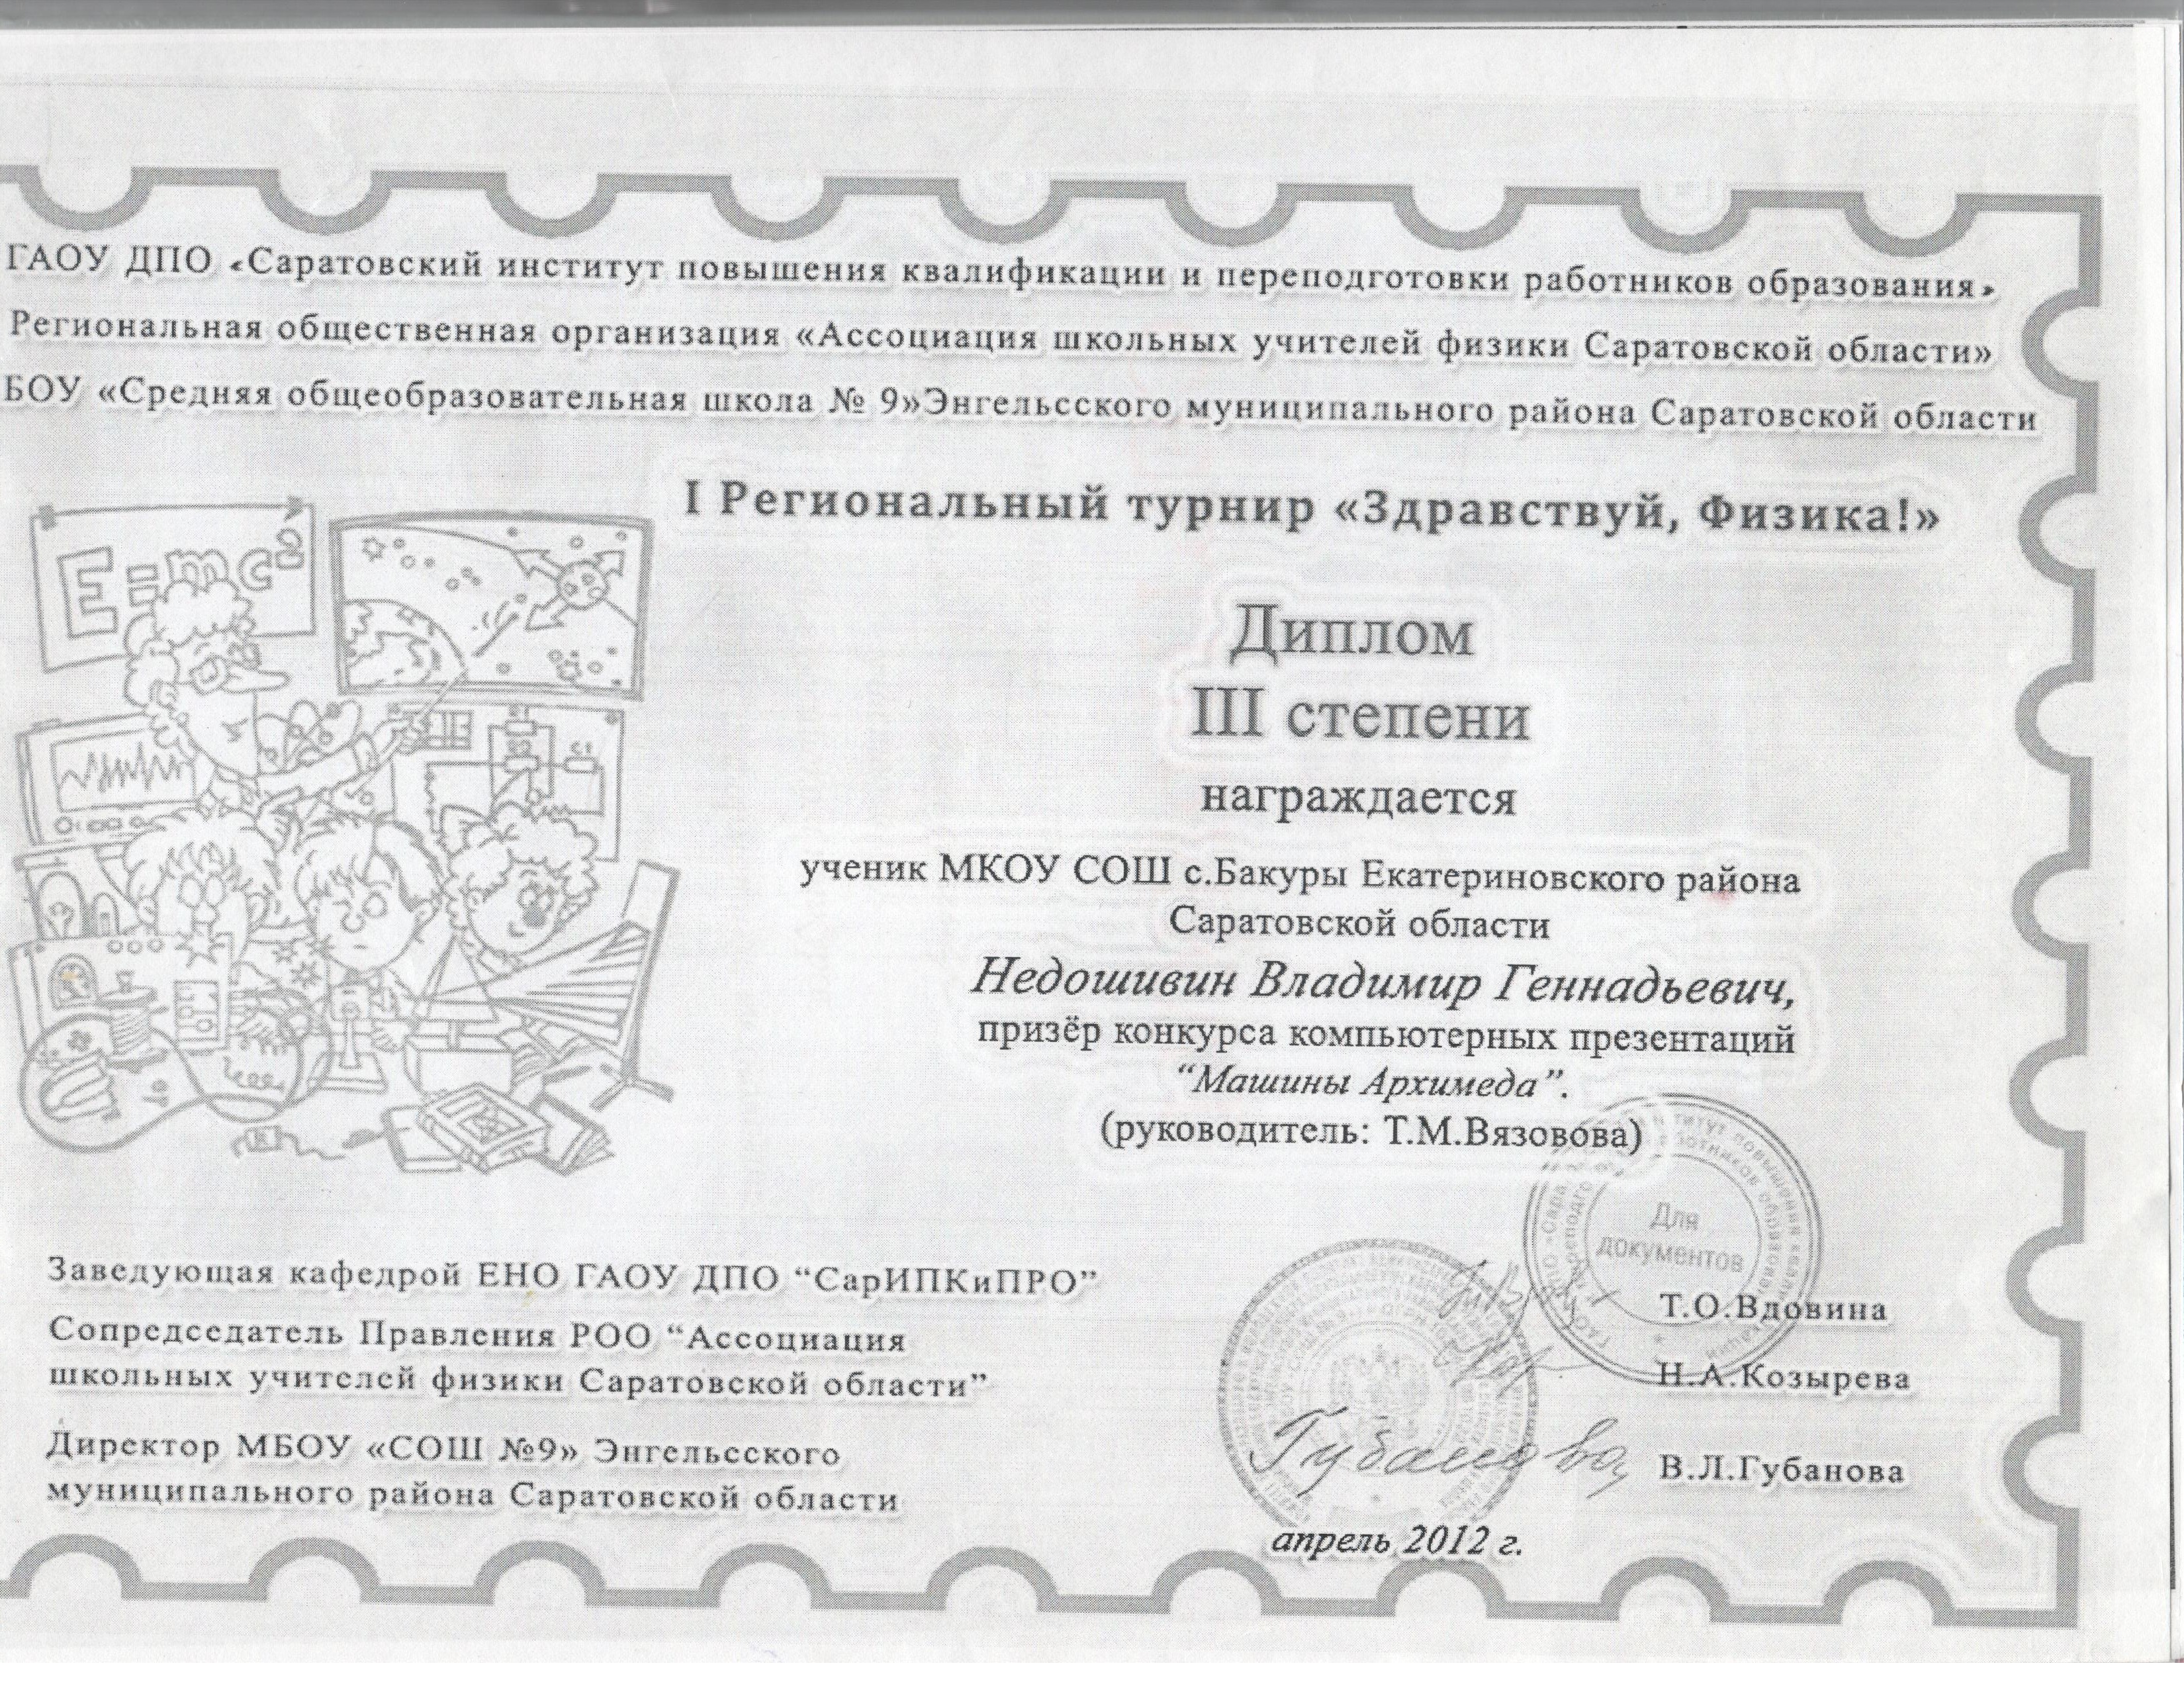 ГАОУ ДПО «Саратовский институт повышения квалификации и переподготовки работников образования»
Региональная общественная организация «Ассоциация школьных учителей физики Саратовской области»
БОУ «Средняя общеобразовательная школа № 9»Энгельсского муниципального района Саратовской области
I Региональный турнир «Здравствуй, Физика!»
E=mc²
Диплом
III степени
награждается
ученик МКОУ СОШ с.Бакуры Екатериновского района
Саратовской области
Недошивин Владимир Геннадьевич,
призёр конкурса компьютерных презентаций
“Машины Архимеда”.
(руководитель: Т.М.Вязовова)
Для
документов
Заведующая кафедрой ЕНО ГАОУ ДПО “СарИПКиПРО”
Т.О.Вдовина
Сопредседатель Правления РОО “Ассоциация
школьных учителей физики Саратовской области”
Н.А.Козырева
Директор МБОУ «СОШ №9» Энгельсского
муниципального района Саратовской области
Губанова
В.Л.Губанова
апрель 2012 г.